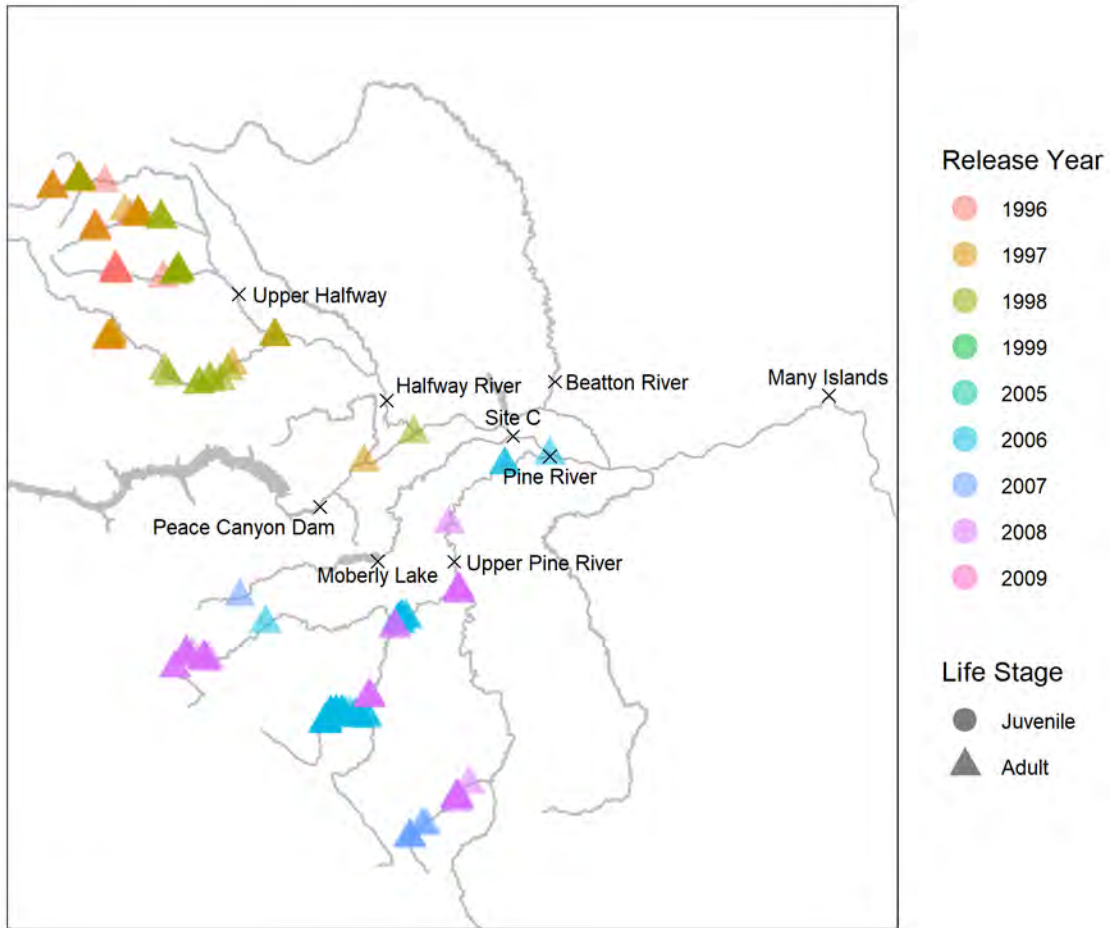 Upper Halfway
Halfway River
Beatton River
Many Islands
Site C
Pine River
Peace Canyon Dam
Moberly Lake
Upper Pine River
Release Year
1996
1997
1998
1999
2005
2006
2007
2008
2009
Life Stage
Juvenile
Adult